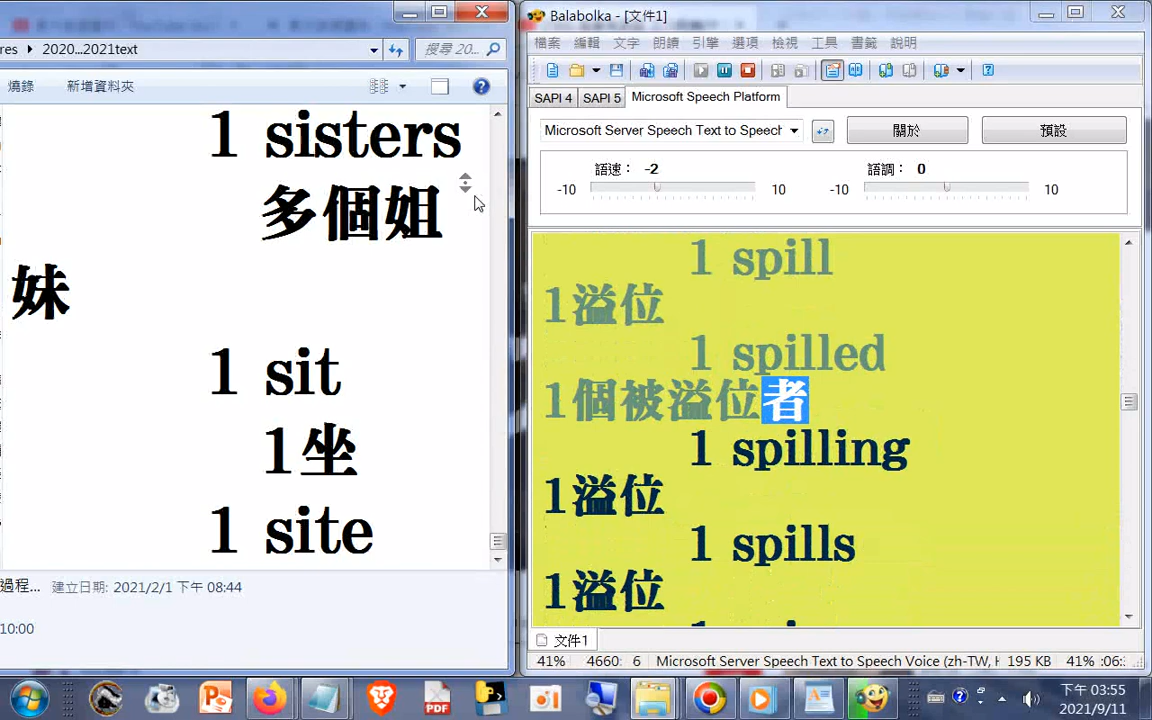 res ▸ 2020...2021text
搜尋 20...
燒錄 新增資料夾
1 sisters
多個姐
妹
1 sit
1坐
1 site
過程... 建立日期: 2021/2/1 下午 08:44
10:00
Balabolka - [文件1]
檔案 編輯 文字 朗讀 引擎 選項 檢視 工具 書籤 說明
SAPI 4 SAPI 5 Microsoft Speech Platform
Microsoft Server Speech Text to Speech 關於 預設
語速: -2 語調: 0
-10 10 -10 10
1 spill
1溢位
1 spilled
1個被溢位者
1 spilling
1溢位
1 spills
1溢位
文件1
41% 4660: 6 Microsoft Server Speech Text to Speech Voice (zh-TW, H 195 KB 41% :06:
PDF
下午 03:55
2021/9/11